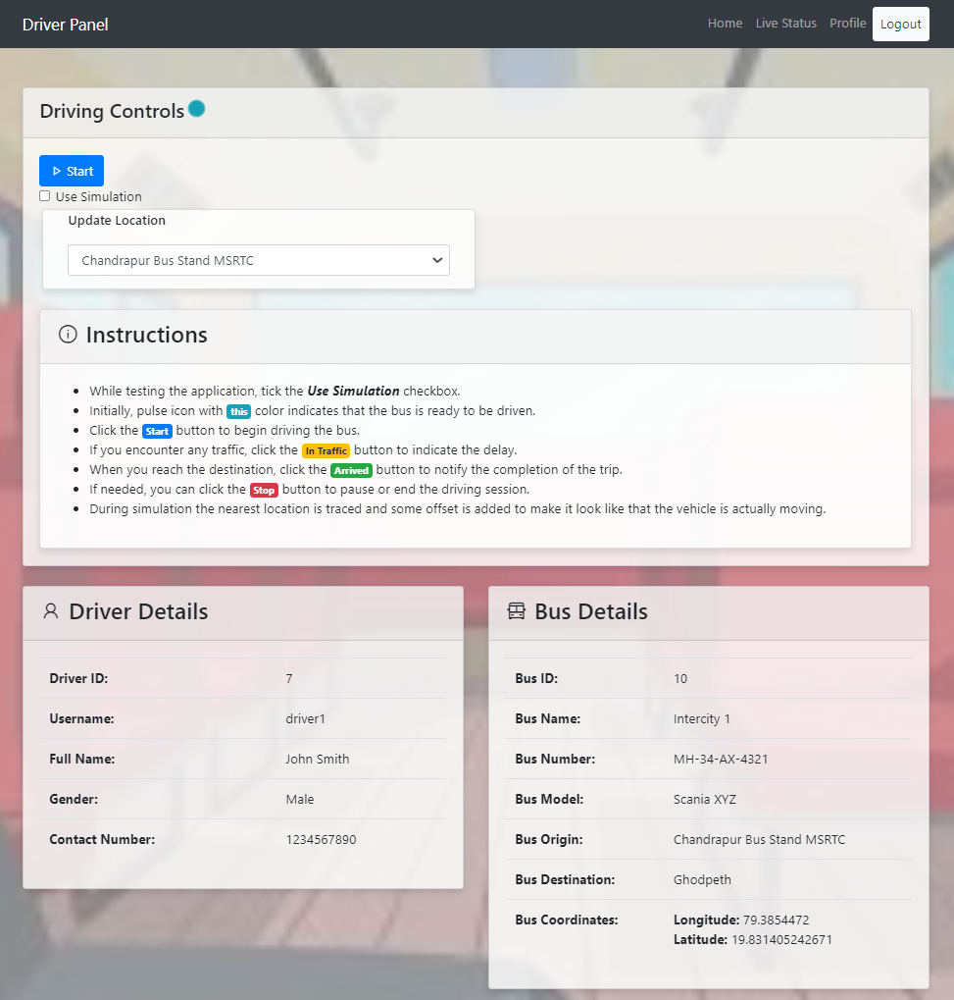 Driver Panel
Home Live Status Profile Logout
Driving Controls
Start
Use Simulation
Update Location
Chandrapur Bus Stand MSRTC
Instructions
While testing the application, tick the Use Simulation checkbox.
Initially, pulse icon with this color indicates that the bus is ready to be driven.
Click the Start button to begin driving the bus.
If you encounter any traffic, click the In Traffic button to indicate the delay.
When you reach the destination, click the Arrived button to notify the completion of the trip.
If needed, you can click the Stop button to pause or end the driving session.
During simulation the nearest location is traced and some offset is added to make it look like that the vehicle is actually moving.
Driver Details
Driver ID: 7
Username: driver1
Full Name: John Smith
Gender: Male
Contact Number: 1234567890
Bus Details
Bus ID: 10
Bus Name: Intercity 1
Bus Number: MH-34-AX-4321
Bus Model: Scania XYZ
Bus Origin: Chandrapur Bus Stand MSRTC
Bus Destination: Ghodpeth
Bus Coordinates: Longitude: 79.3854472
Latitude: 19.831405242671